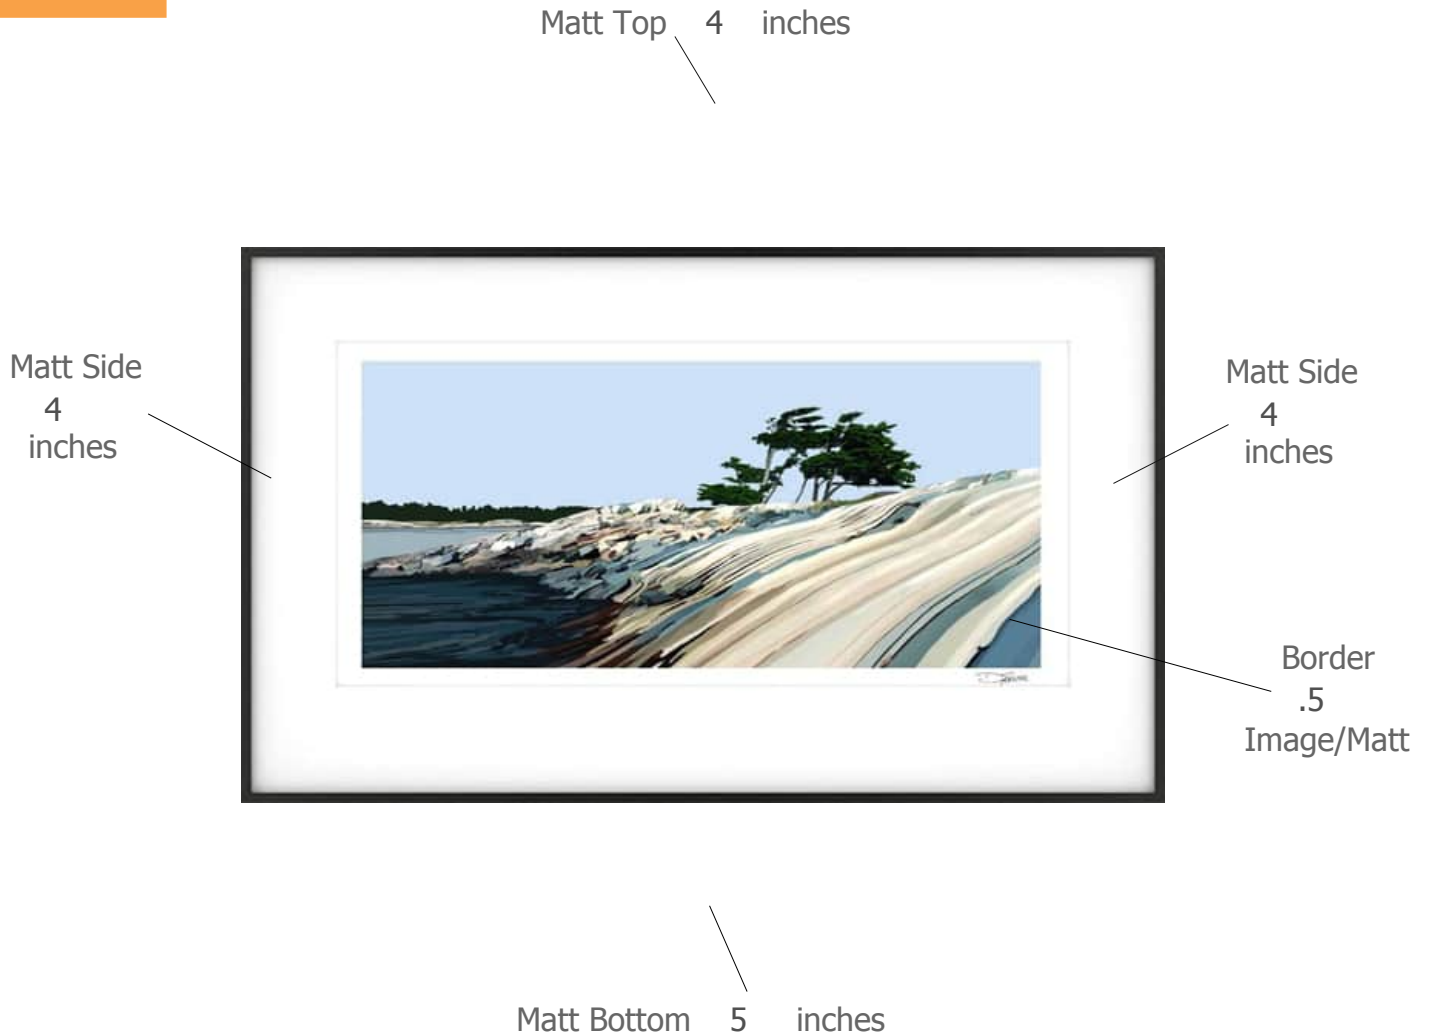 Matt Top 4 inches
Matt Side
4
inches
Matt Side
4
inches
Border
.5
Image/Matt
Matt Bottom 5 inches